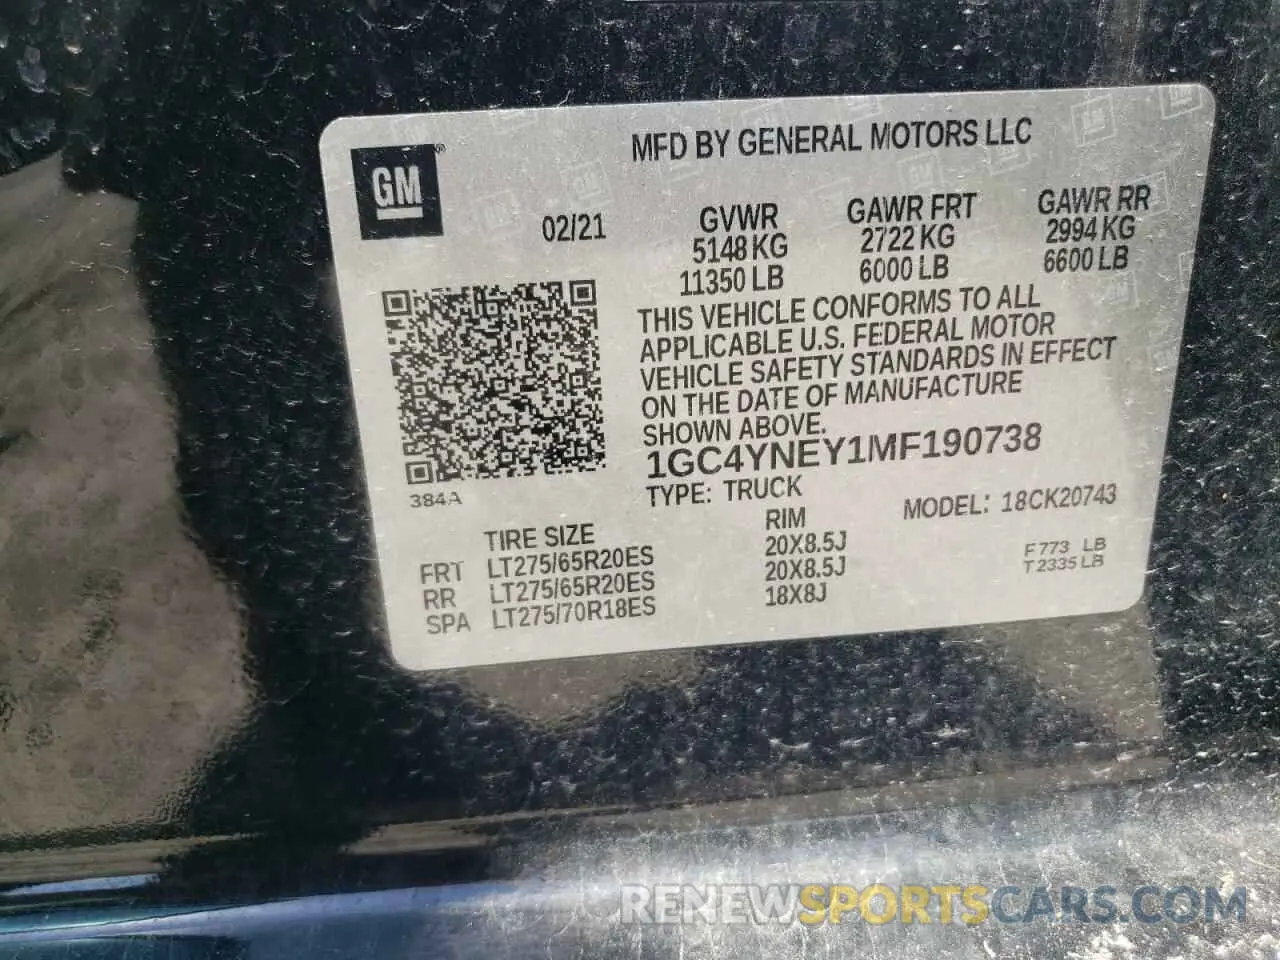 MFD BY GENERAL MOTORS LLC
GM®
02/21
GVWR GAWR FRT GAWR RR
5148 KG 2722 KG 2994 KG
11350 LB 6000 LB 6600 LB
THIS VEHICLE CONFORMS TO ALL
APPLICABLE U.S. FEDERAL MOTOR
VEHICLE SAFETY STANDARDS IN EFFECT
ON THE DATE OF MANUFACTURE
SHOWN ABOVE.
1GC4YNEY1MF190738
384A
TYPE: TRUCK
MODEL: 18CK20743
TIRE SIZE RIM
FRT LT275/65R20ES 20X8.5J
RR LT275/65R20ES 20X8.5J
SPA LT275/70R18ES 18X8J
F 773 LB
T 2335 LB
RENEWSPORTSCARS.COM